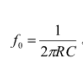 f₀ = 1/(2πRC).